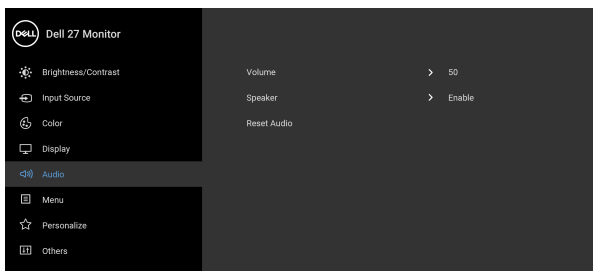 DELL Dell 27 Monitor
Brightness/Contrast
Volume 50
Input Source
Speaker Enable
Color
Reset Audio
Display
Audio
Menu
Personalize
Others